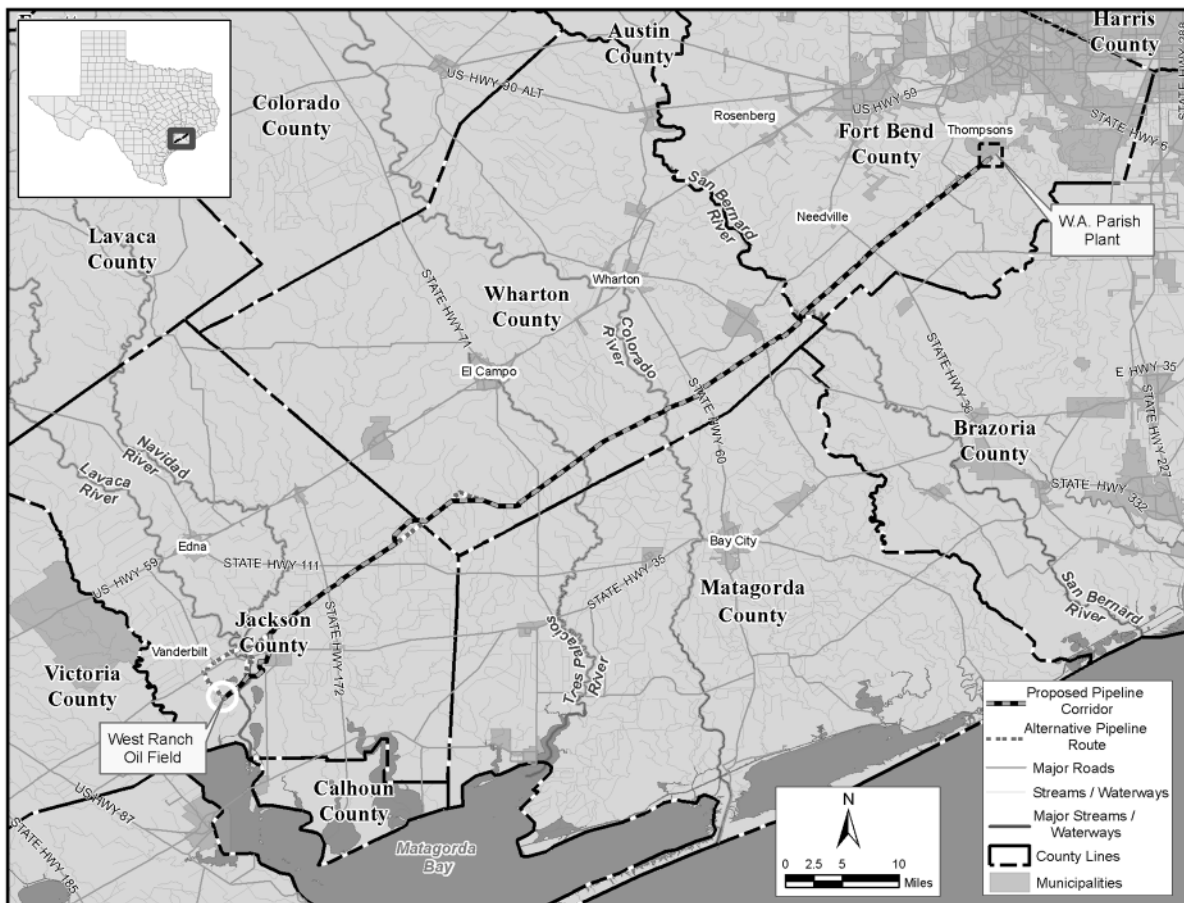 Harris
County
Austin
County
STATE HWY 288
US HWY 90 ALT
Colorado
County
US HWY 59
Rosenberg
Fort Bend
County
Thompsons
STATE HWY 6
San Bernard
River
Needville
W.A. Parish
Plant
Lavaca
County
STATE HWY 71
Wharton
Wharton
County
Colorado
River
El Campo
STATE HWY 60
STATE HWY 36
E HWY 35
Brazoria
County
STATE HWY 227
STATE HWY 332
Navidad
River
Lavaca
River
Edna
US HWY 59
STATE HWY 111
Bay City
STATE HWY 35
Matagorda
County
San Bernard
River
Jackson
County
Vanderbilt
STATE HWY 172
Tres Palacios
River
Victoria
County
West Ranch
Oil Field
Calhoun
County
US HWY 87
STATE HWY 185
Matagorda
Bay
N
0 2.5 5 10
Miles
Proposed Pipeline
Corridor
Alternative Pipeline
Route
Major Roads
Streams / Waterways
Major Streams /
Waterways
County Lines
Municipalities